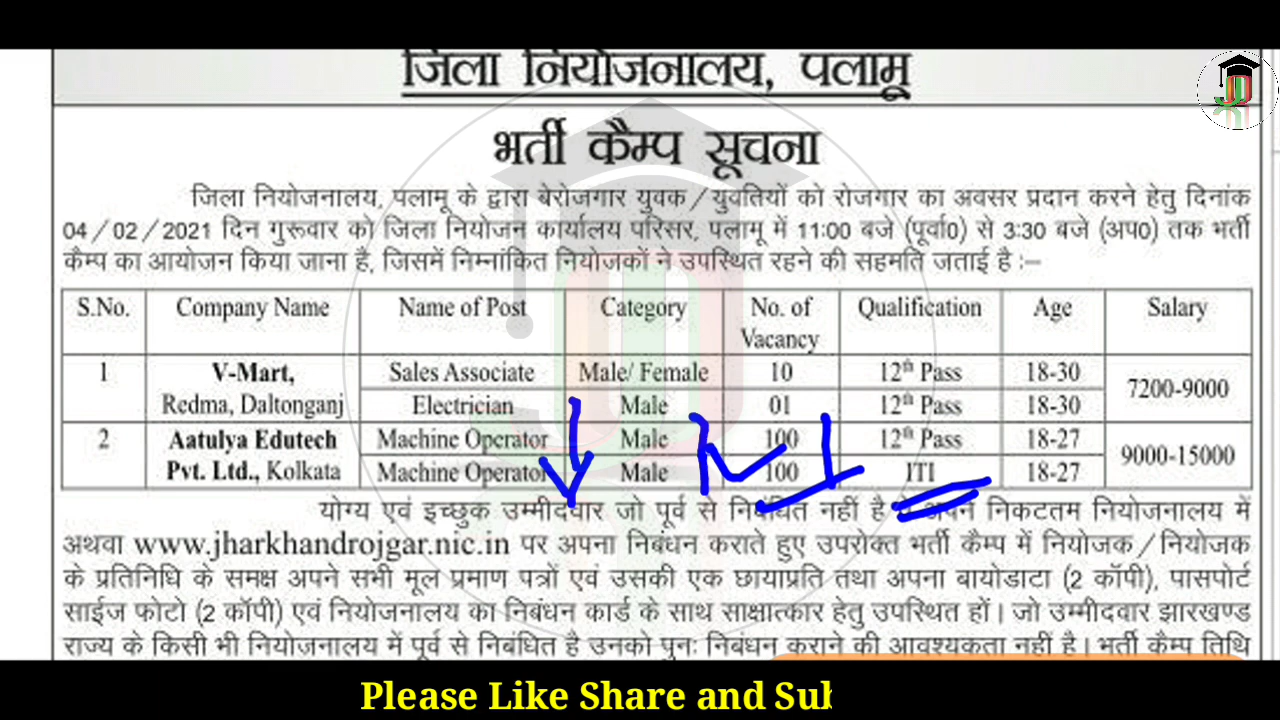 जिला नियोजनालय, पलामू
भर्ती कैम्प सूचना
जिला नियोजनालय, पलामू के द्वारा बेरोजगार युवक/युवतियों को रोजगार का अवसर प्रदान करने हेतु दिनांक
04/02/2021 दिन गुरूवार को जिला नियोजन कार्यालय परिसर, पलामू में 11:00 बजे (पूर्वा0) से 3:30 बजे (अप0) तक भर्ती
कैम्प का आयोजन किया जाना है, जिसमें निम्नांकित नियोजकों ने उपस्थित रहने की सहमति जताई है :–
S.No. Company Name Name of Post Category No. of Vacancy Qualification Age Salary
1 V-Mart, Sales Associate Male/ Female 10 12th Pass 18-30 7200-9000
Redma, Daltonganj Electrician Male 01 12th Pass 18-30
2 Aatulya Edutech Machine Operator Male 100 12th Pass 18-27 9000-15000
Pvt. Ltd., Kolkata Machine Operator Male 100 ITI 18-27
योग्य एवं इच्छुक उम्मीदवार जो पूर्व से निबंधित नहीं है अपने निकटतम नियोजनालय में
अथवा www.jharkhandrojgar.nic.in पर अपना निबंधन कराते हुए उपरोक्त भर्ती कैम्प में नियोजक/नियोजक
के प्रतिनिधि के समक्ष अपने सभी मूल प्रमाण पत्रों एवं उसकी एक छायाप्रति तथा अपना बायोडाटा (2 कॉपी), पासपोर्ट
साईज फोटो (2 कॉपी) एवं नियोजनालय का निबंधन कार्ड के साथ साक्षात्कार हेतु उपस्थित हों। जो उम्मीदवार झारखण्ड
राज्य के किसी भी नियोजनालय में पूर्व से निबंधित है उनको पुनः निबंधन कराने की आवश्यकता नहीं है। भर्ती कैम्प तिथि
Please Like Share and Sub